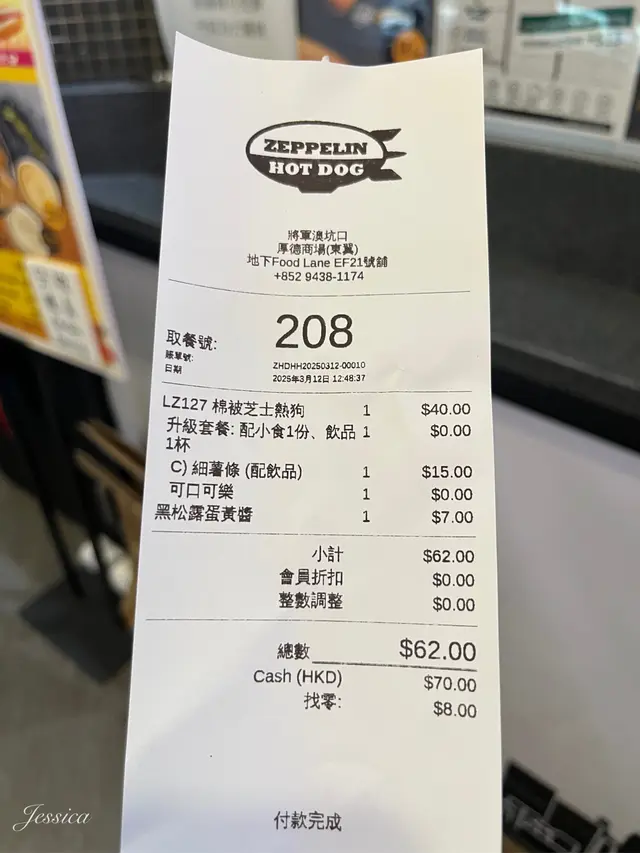 ZEPPELIN
HOT DOG
將軍澳坑口
厚德商場(東翼)
地下Food Lane EF21號舖
+852 9438-1174
取餐號: 208
賬單號: ZHDHH20250312-00010
日期 2025年3月12日 12:48:37
LZ127 棉被芝士熱狗 1 $40.00
升級套餐: 配小食1份、飲品 1 $0.00
1杯
C) 細薯條 (配飲品) 1 $15.00
可口可樂 1 $0.00
黑松露蛋黃醬 1 $7.00
小計 $62.00
會員折扣 $0.00
整數調整 $0.00
總數 $62.00
Cash (HKD) $70.00
找零: $8.00
付款完成
Jessica